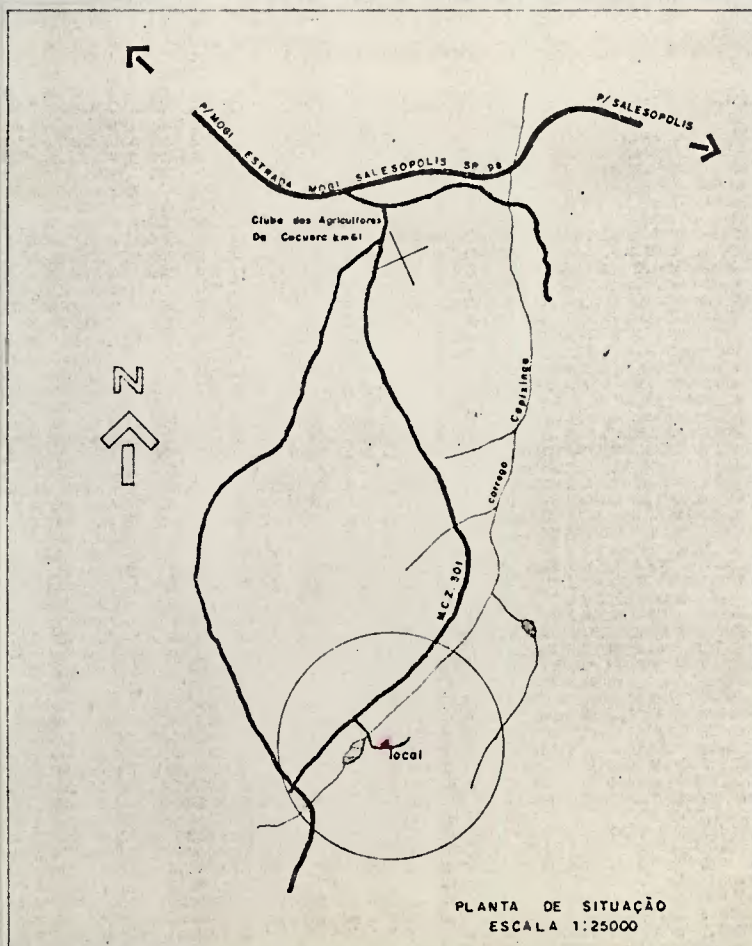 P/MOGI ESTRADA MOGI SALESOPOLIS SP 98
P/ SALESOPOLIS
Clube dos Agricultores
De Cocuera km 61
N
Capixinga
corrego
M.C.Z. 301
local
PLANTA DE SITUAÇÃO
ESCALA 1:25000